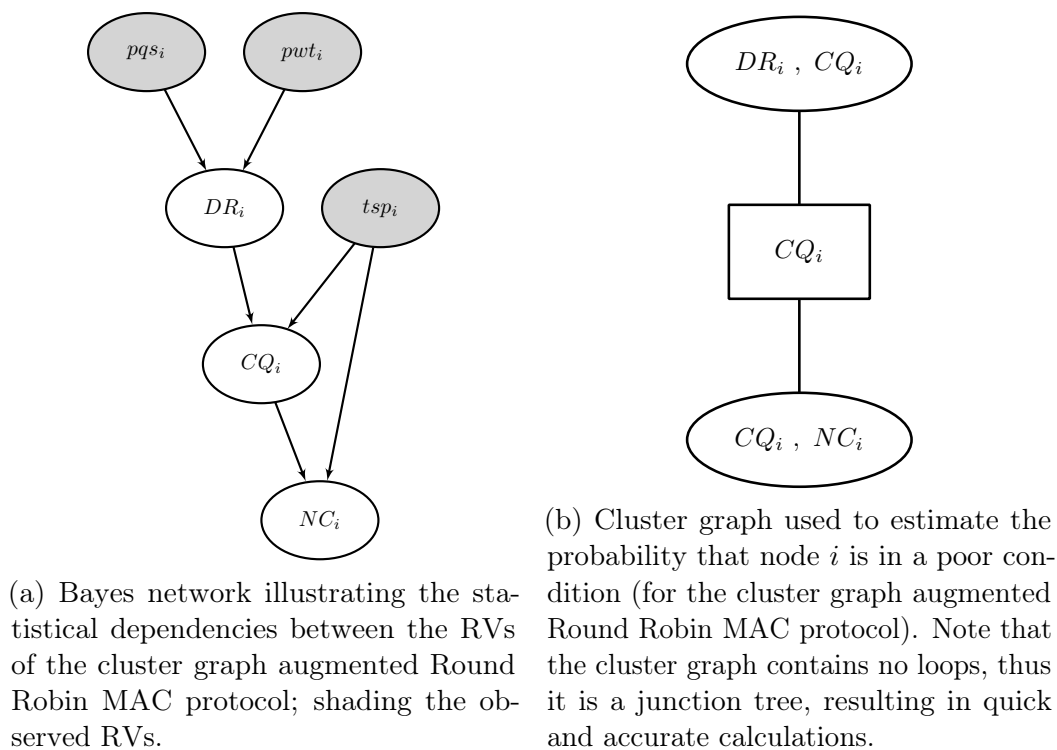 pqs_i
pwt_i
DR_i
tsp_i
CQ_i
NC_i
(a) Bayes network illustrating the sta-
tistical dependencies between the RVs
of the cluster graph augmented Round
Robin MAC protocol; shading the ob-
served RVs.
DR_i , CQ_i
CQ_i
CQ_i , NC_i
(b) Cluster graph used to estimate the
probability that node i is in a poor con-
dition (for the cluster graph augmented
Round Robin MAC protocol). Note that
the cluster graph contains no loops, thus
it is a junction tree, resulting in quick
and accurate calculations.